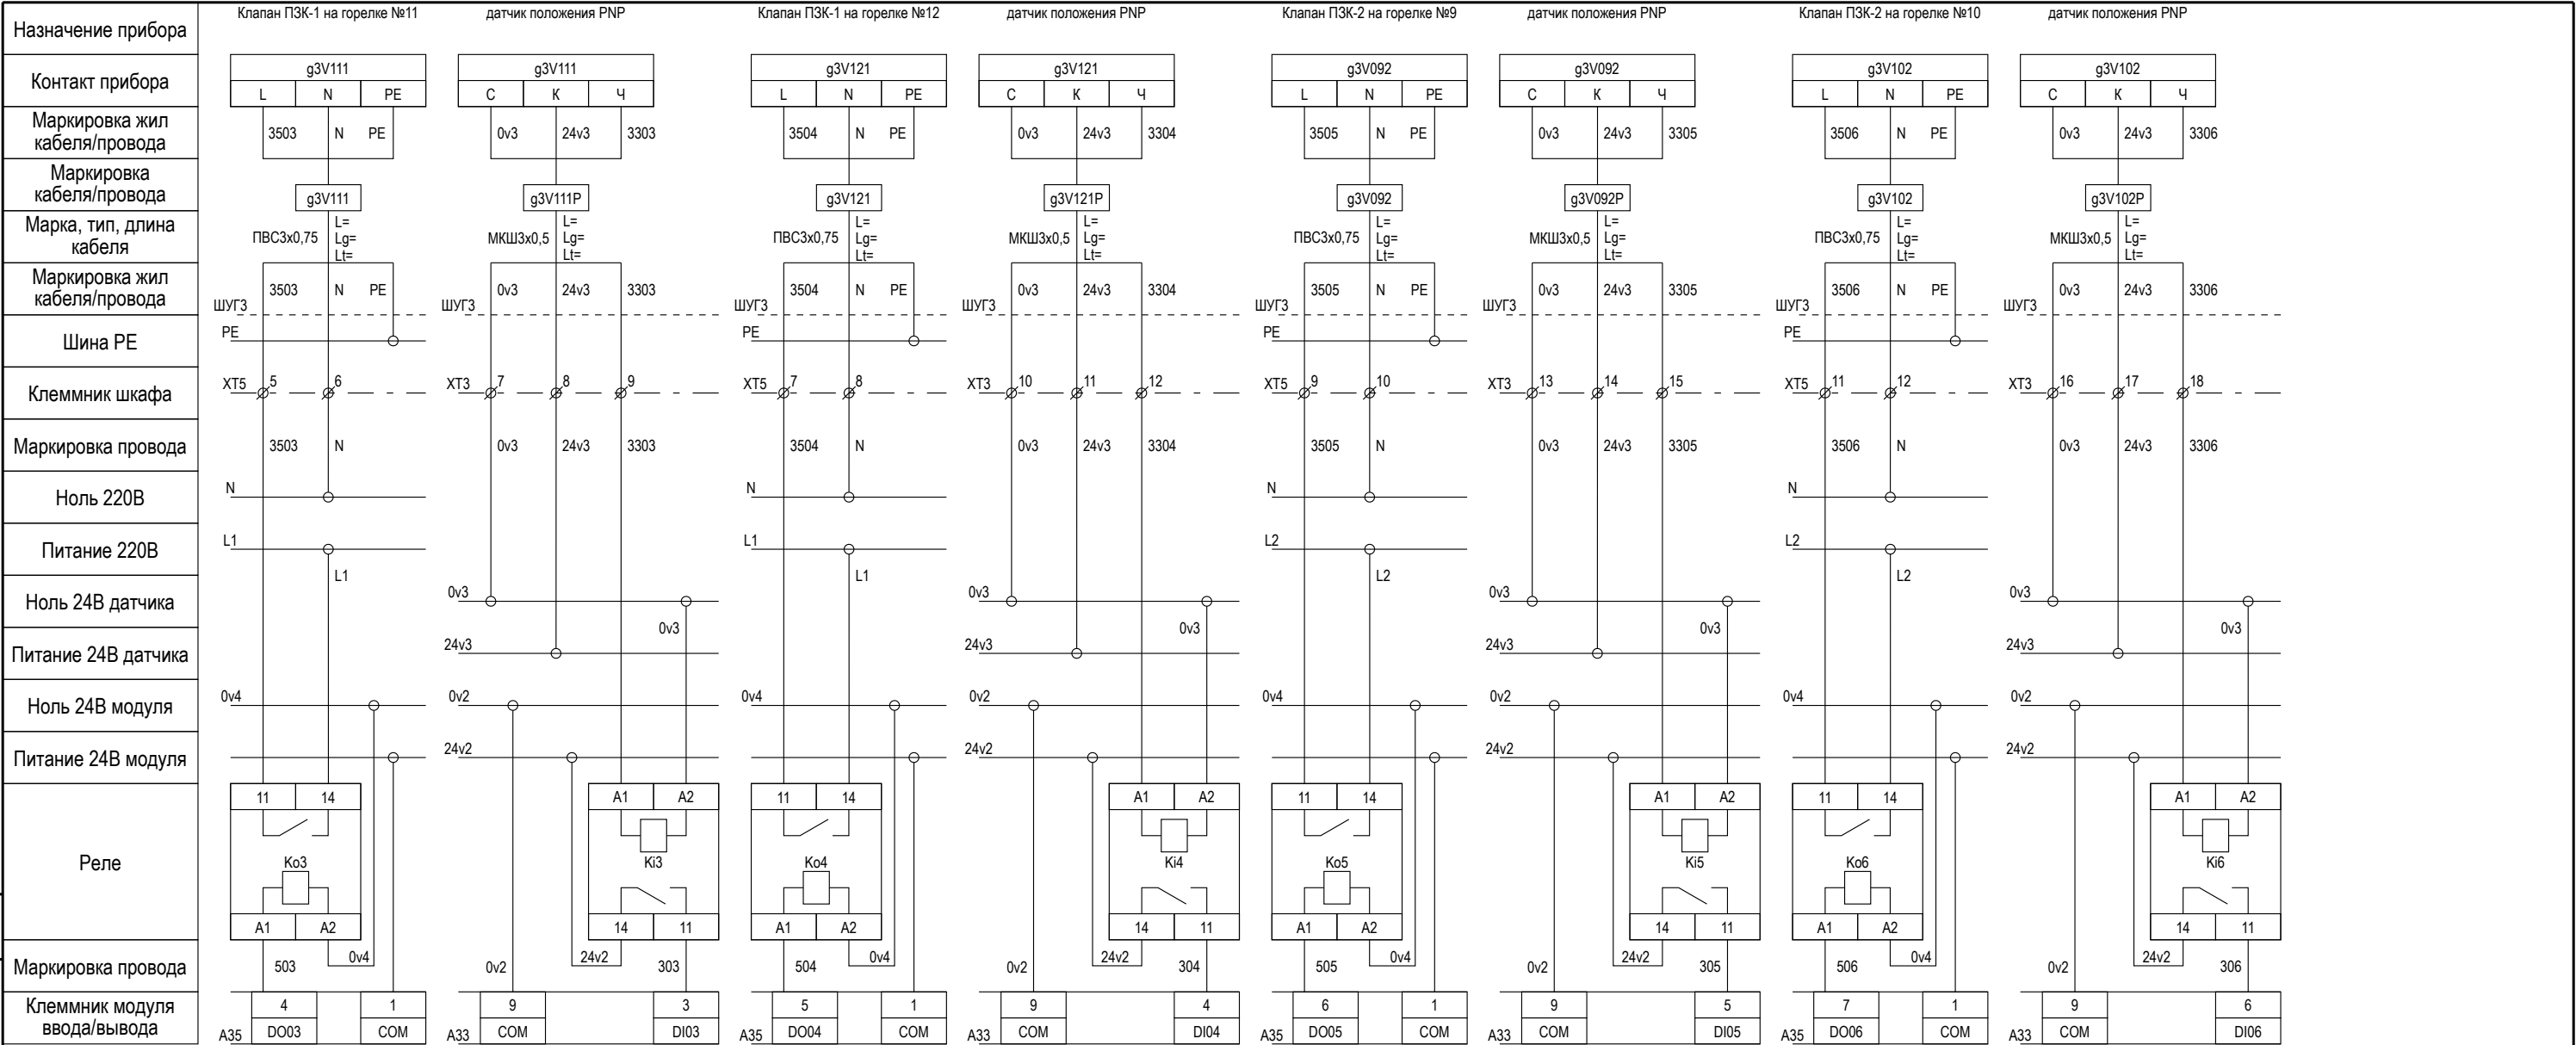 Назначение прибора
Клапан ПЗК-1 на горелке №11 датчик положения PNP Клапан ПЗК-1 на горелке №12 датчик положения PNP Клапан ПЗК-2 на горелке №9 датчик положения PNP Клапан ПЗК-2 на горелке №10 датчик положения PNP
Контакт прибора
g3V111 g3V111 g3V121 g3V121 g3V092 g3V092 g3V102 g3V102
L N PE С К Ч L N PE С К Ч L N PE С К Ч L N PE С К Ч
Маркировка жил
кабеля/провода
3503 N PE 0v3 24v3 3303 3504 N PE 0v3 24v3 3304 3505 N PE 0v3 24v3 3305 3506 N PE 0v3 24v3 3306
Маркировка
кабеля/провода
g3V111 g3V111P g3V121 g3V121P g3V092 g3V092P g3V102 g3V102P
Марка, тип, длина
кабеля
L= L= L= L= L= L= L= L=
ПВС3х0,75 Lg= МКШ3х0,5 Lg= ПВС3х0,75 Lg= МКШ3х0,5 Lg= ПВС3х0,75 Lg= МКШ3х0,5 Lg= ПВС3х0,75 Lg= МКШ3х0,5 Lg=
Lt= Lt= Lt= Lt= Lt= Lt= Lt= Lt=
Маркировка жил
кабеля/провода
3503 N PE 0v3 24v3 3303 3504 N PE 0v3 24v3 3304 3505 N PE 0v3 24v3 3305 3506 N PE 0v3 24v3 3306
ШУГ3 ШУГ3 ШУГ3 ШУГ3 ШУГ3 ШУГ3 ШУГ3 ШУГ3
Шина PE
PE PE PE PE
Клеммник шкафа
XT5 5 6 XT3 7 8 9 XT5 7 8 XT3 10 11 12 XT5 9 10 XT3 13 14 15 XT5 11 12 XT3 16 17 18
Маркировка провода
3503 N 0v3 24v3 3303 3504 N 0v3 24v3 3304 3505 N 0v3 24v3 3305 3506 N 0v3 24v3 3306
Ноль 220В
N N N N
Питание 220В
L1 L1 L2 L2
L1 L1 L2 L2
Ноль 24В датчика
0v3 0v3 0v3 0v3
0v3 0v3 0v3 0v3
Питание 24В датчика
24v3 24v3 24v3 24v3
Ноль 24В модуля
0v4 0v2 0v4 0v2 0v4 0v2 0v4 0v2
Питание 24В модуля
24v2 24v2 24v2 24v2
Реле
11 14 A1 A2 11 14 A1 A2 11 14 A1 A2 11 14 A1 A2
Ko3 Ki3 Ko4 Ki4 Ko5 Ki5 Ko6 Ki6
A1 A2 14 11 A1 A2 14 11 A1 A2 14 11 A1 A2 14 11
Маркировка провода
503 0v4 0v2 24v2 303 504 0v4 0v2 24v2 304 505 0v4 0v2 24v2 305 506 0v4 0v2 24v2 306
Клеммник модуля
ввода/вывода
4 1 9 3 5 1 9 4 6 1 9 5 7 1 9 6
A35 DO03 COM A33 COM DI03 A35 DO04 COM A33 COM DI04 A35 DO05 COM A33 COM DI05 A35 DO06 COM A33 COM DI06